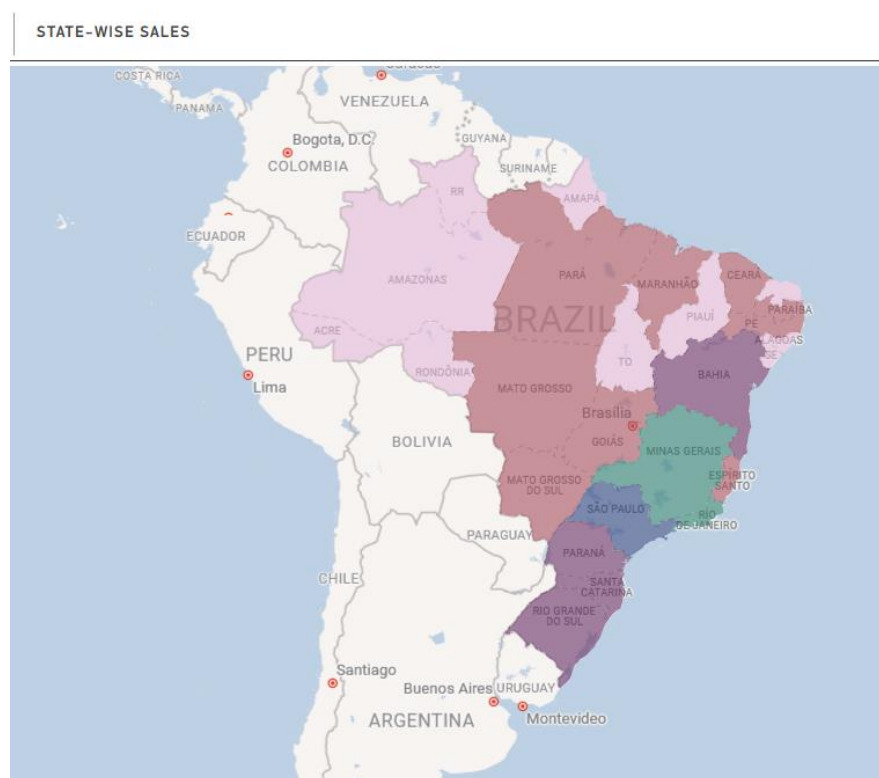 STATE-WISE SALES
COSTA RICA
PANAMA
VENEZUELA
Bogota, D.C.
COLOMBIA
GUYANA
SURINAME
ECUADOR
RR
AMAPÁ
AMAZONAS
PARÁ
MARANHÃO
CEARÁ
BRAZIL
PIAUÍ
PARAÍBA
PE
ACRE
ALAGOAS
SE
PERU
Lima
RONDÔNIA
TO
BAHIA
MATO GROSSO
Brasília
GOIÁS
BOLIVIA
MINAS GERAIS
MATO GROSSO
DO SUL
ESPÍRITO
SANTO
SÃO PAULO
RIO
DE JANEIRO
PARAGUAY
PARANÁ
CHILE
SANTA
CATARINA
RIO GRANDE
DO SUL
Santiago
Buenos Aires
URUGUAY
ARGENTINA
Montevideo